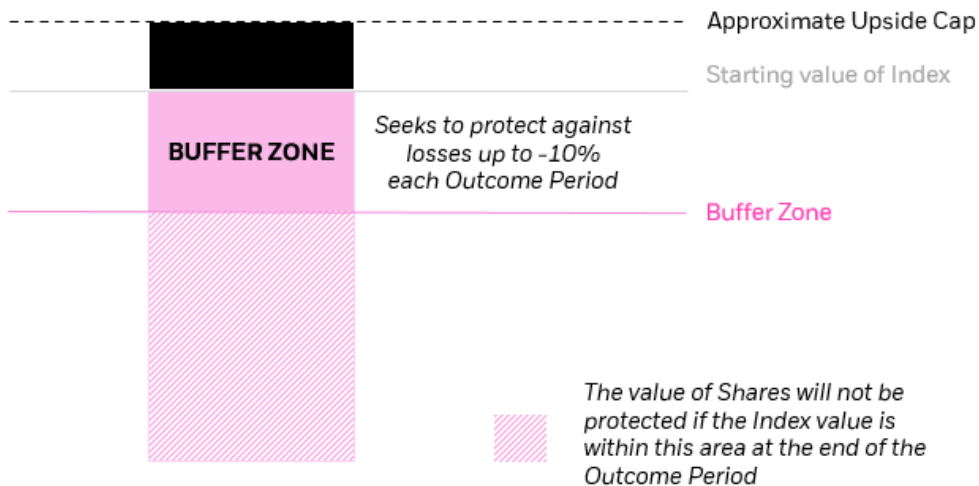 Approximate Upside Cap
Starting value of Index
BUFFER ZONE
Seeks to protect against
losses up to -10%
each Outcome Period
Buffer Zone
The value of Shares will not be
protected if the Index value is
within this area at the end of the
Outcome Period